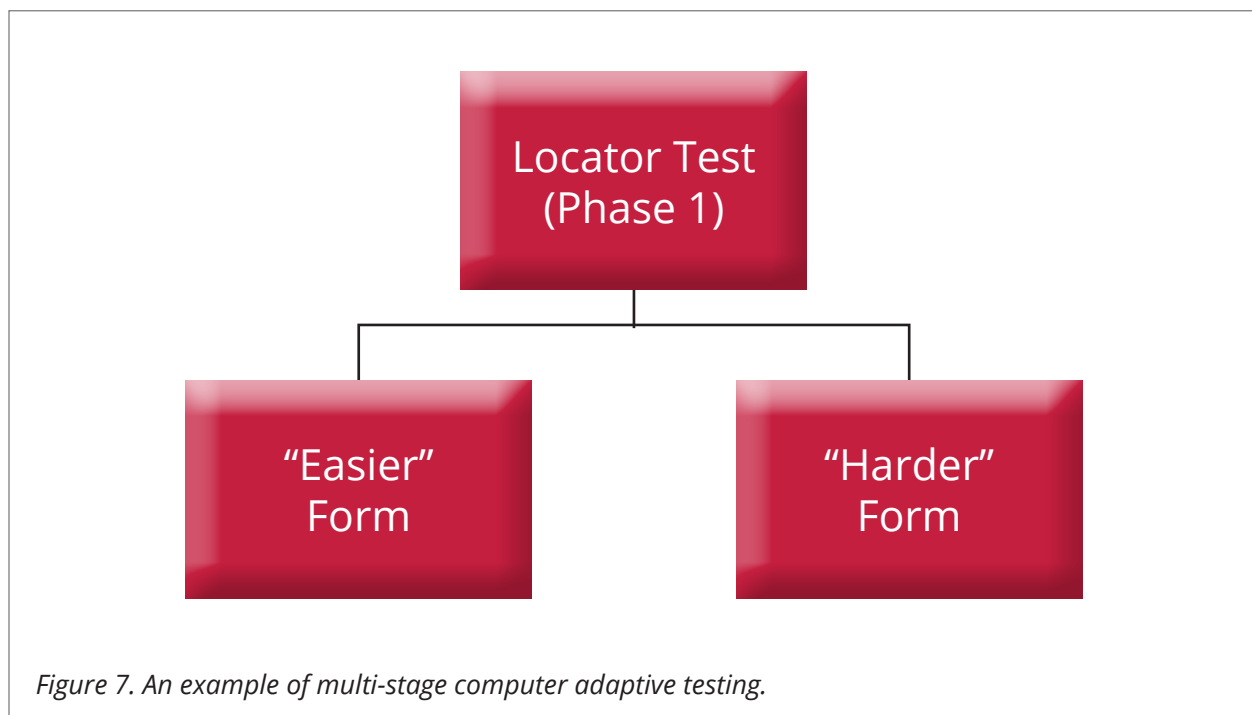 Locator Test
(Phase 1)
“Easier”
Form
“Harder”
Form
Figure 7. An example of multi-stage computer adaptive testing.